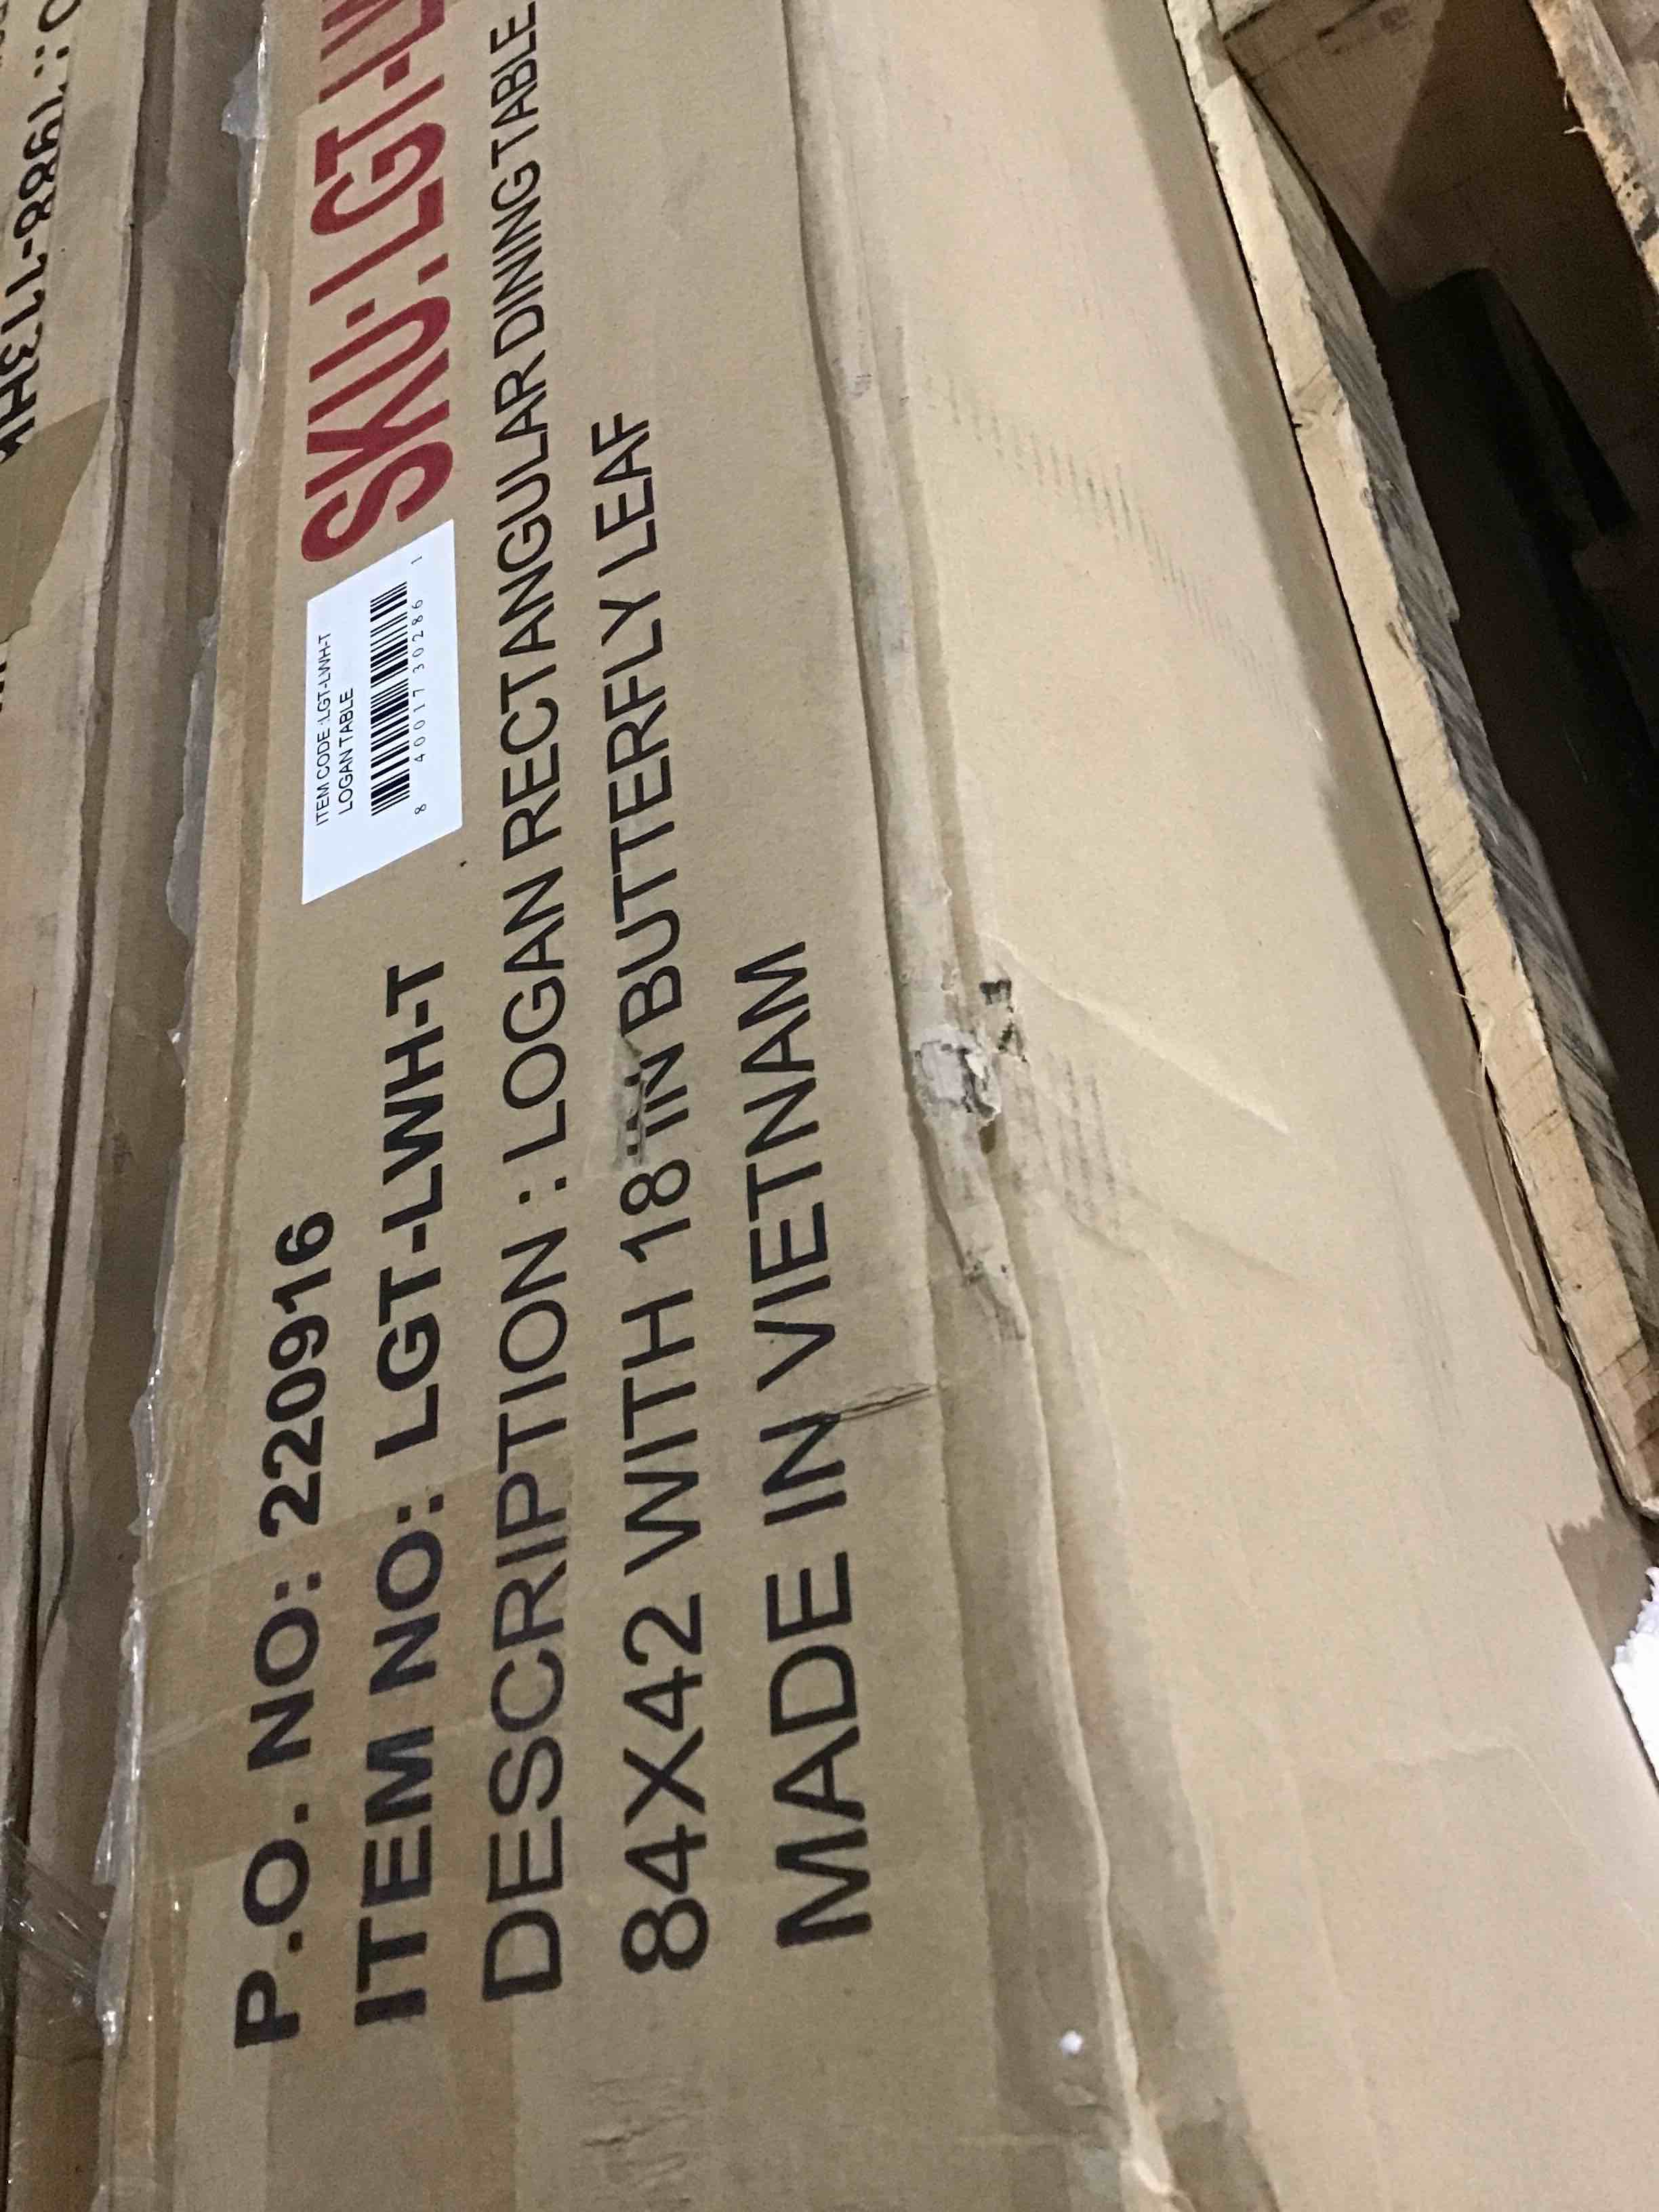 P.O. NO: 220916
ITEM NO: LGT-LWH-T
DESCRIPTION : LOGAN RECTANGULAR DINING TABLE
84X42 WITH 18 IN BUTTERFLY LEAF
MADE IN VIETNAM
ITEM CODE :LGT-LWH-T
LOGAN TABLE
8 40017 30286 1
SKU: LGT-LW